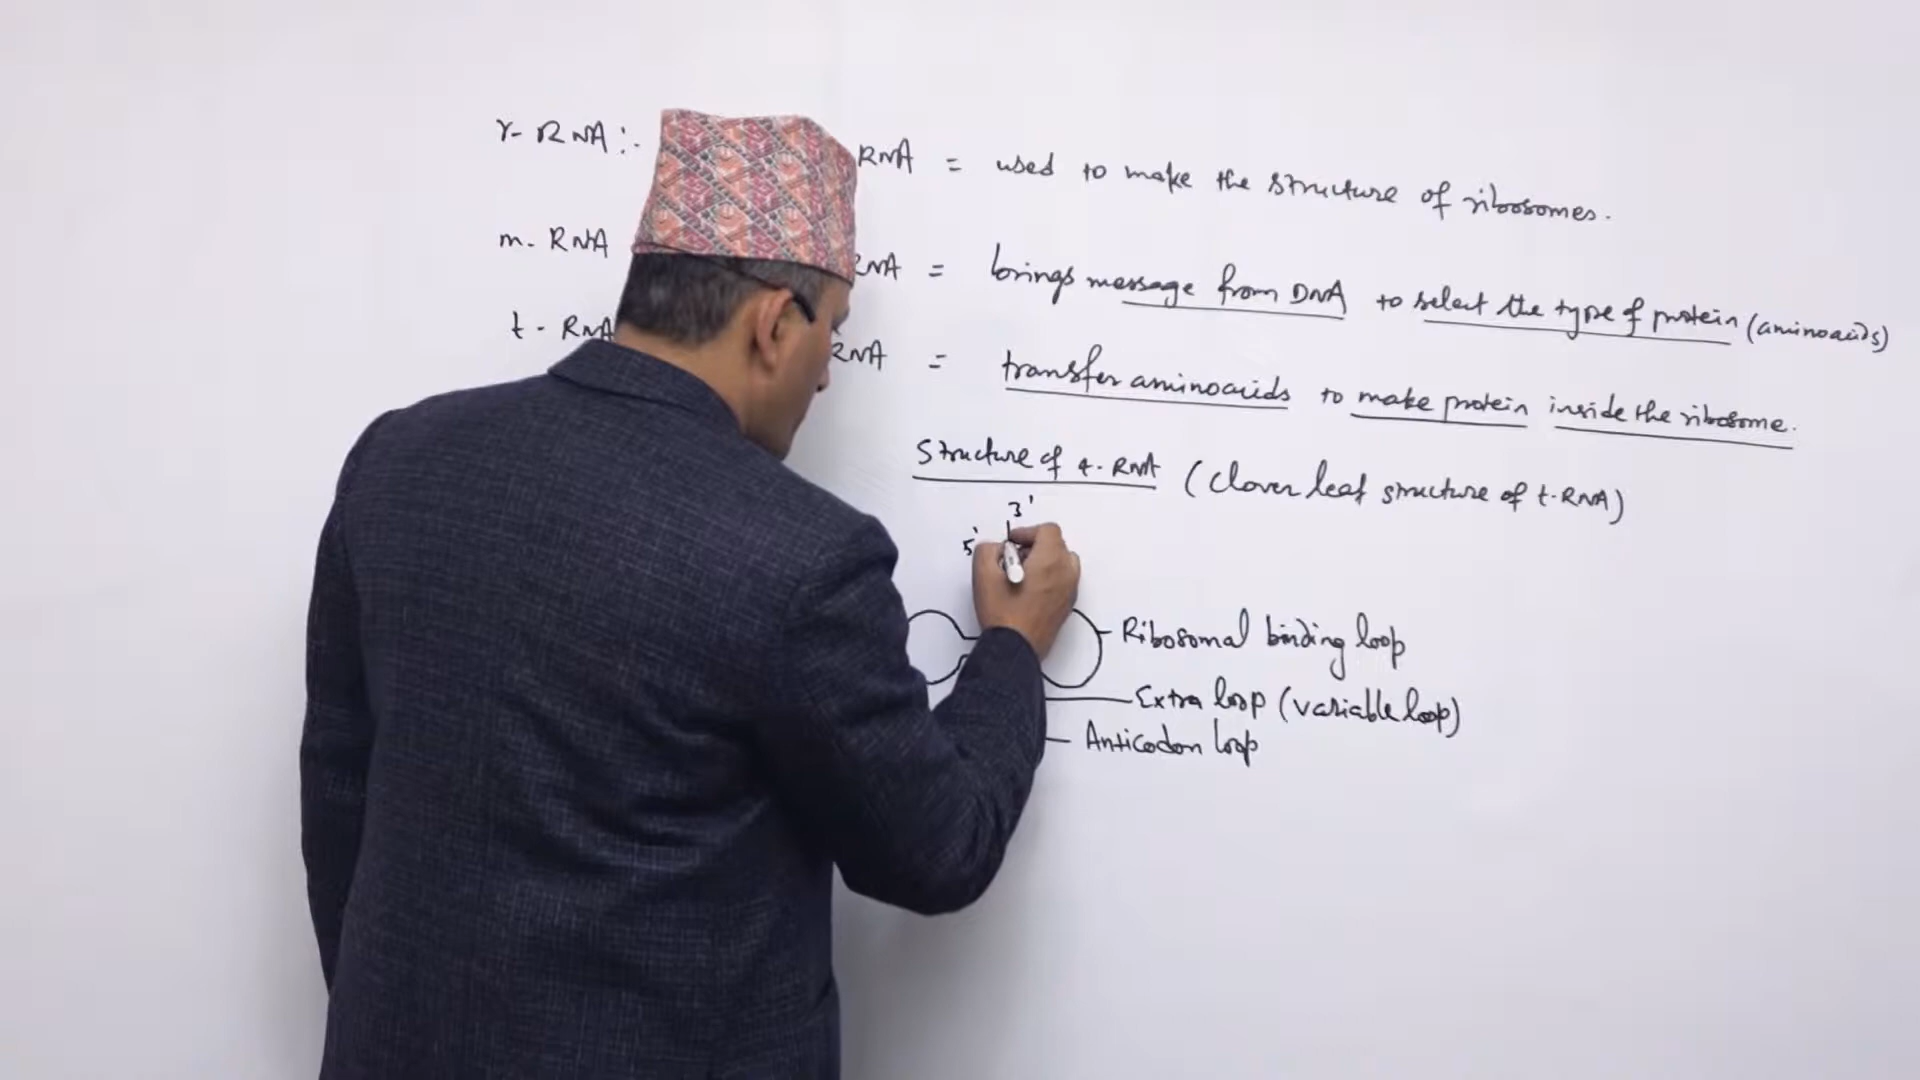 r- RNA :- RNA = used to make the structure of ribosomes.
m- RNA RNA = brings message from DNA to select the type of protein (aminoacids)
t - RNA RNA = transfer aminoacids to make protein inside the ribosome.
Structure of t-RNA (Clover leaf structure of t-RNA)
3'
5'
Ribosomal binding loop
Extra loop (variable loop)
Anticodon loop